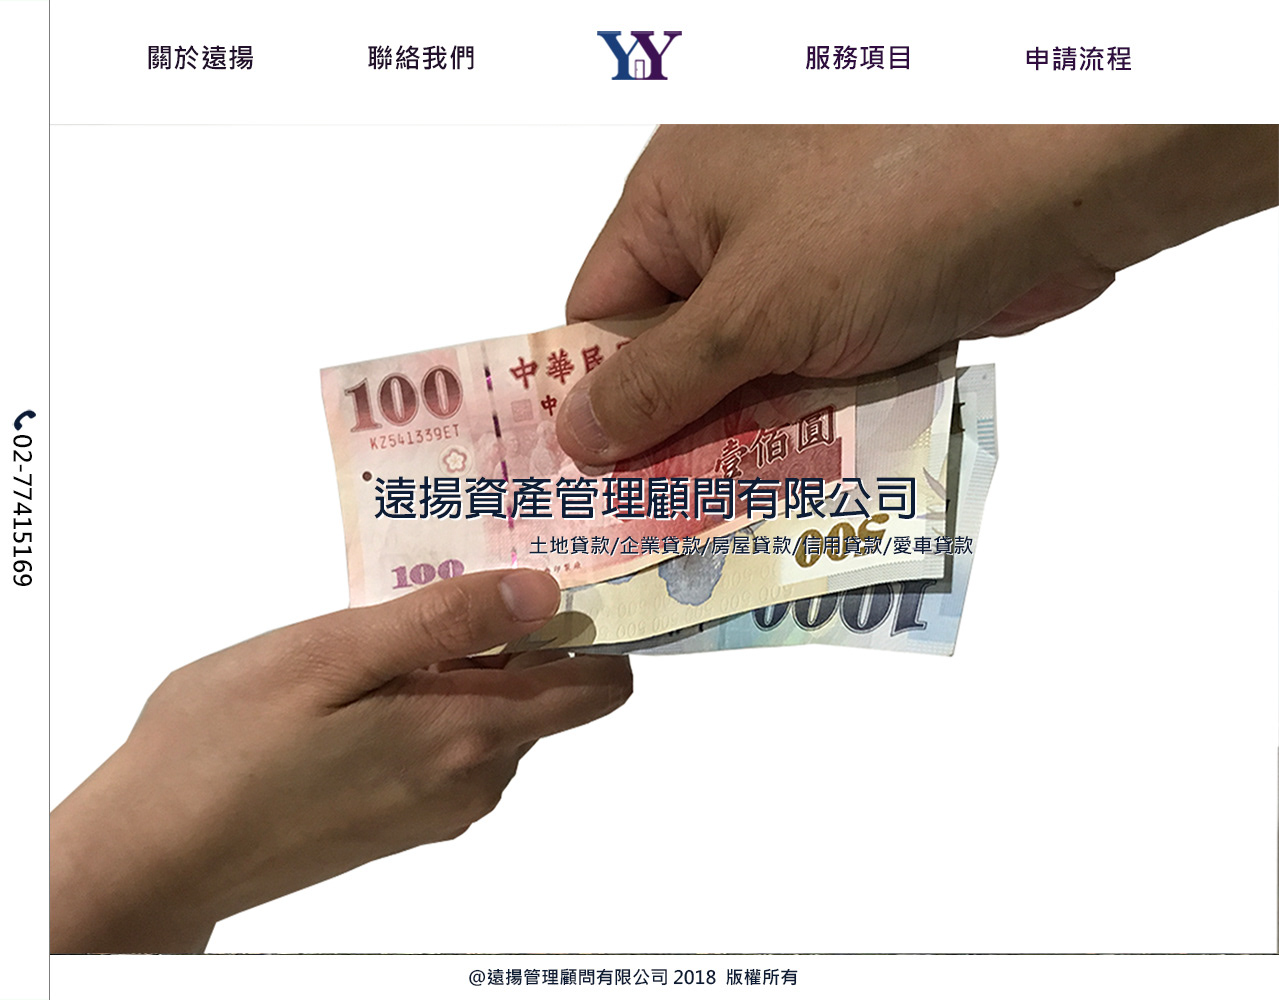 關於遠揚
聯絡我們
YY
服務項目
申請流程
02-77415169
100
中華民
KZ541339ET
中
壹佰圓
遠揚資產管理顧問有限公司
土地貸款/企業貸款/房屋貸款/信用貸款/愛車貸款
500
100
1000
@遠揚管理顧問有限公司 2018 版權所有